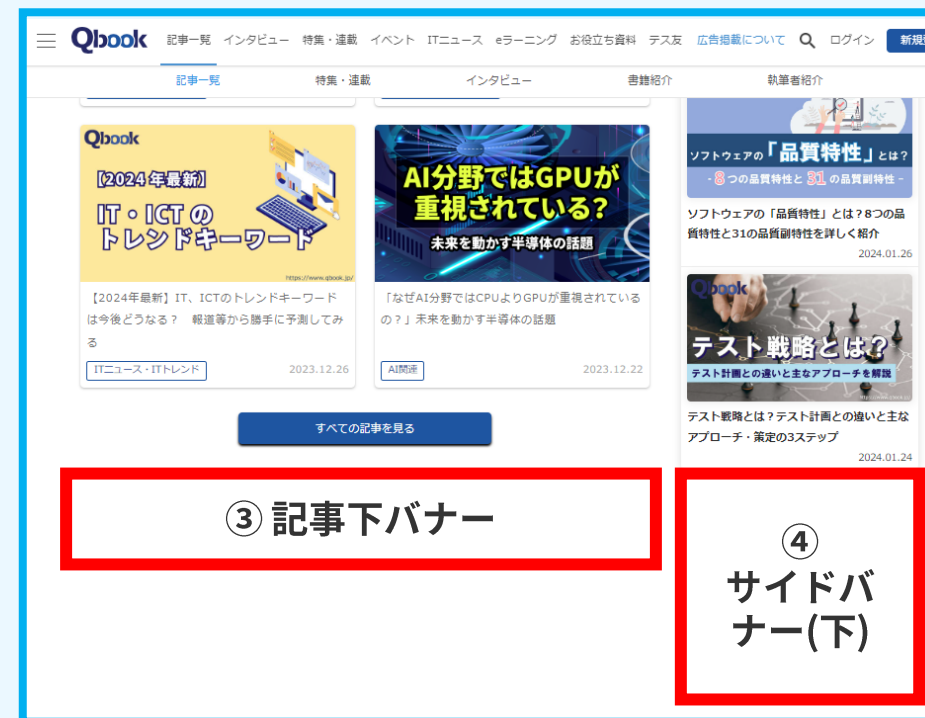 Qbook 記事一覧 インタビュー 特集・連載 イベント ITニュース eラーニング お役立ち資料 テス友 広告掲載について ログイン 新規
記事一覧 特集・連載 インタビュー 書籍紹介 執筆者紹介
Qbook
【2024年最新】
IT・ICTの
トレンドキーワード
https://www.qbook.jp/
【2024年最新】IT、ICTのトレンドキーワード
は今後どうなる？ 報道等から勝手に予測してみ
る
ITニュース・ITトレンド 2023.12.26
AI分野ではGPUが
重視されている?
未来を動かす半導体の話題
「なぜAI分野ではCPUよりGPUが重視されている
の？」未来を動かす半導体の話題
AI関連 2023.12.22
すべての記事を見る
ソフトウェアの「品質特性」とは？
- 8つの品質特性と 31の品質副特性 -
ソフトウェアの「品質特性」とは？8つの品
質特性と31の品質副特性を詳しく紹介
2024.01.26
Qbook
テスト戦略とは？
テスト計画との違いと主なアプローチを解説
テスト戦略とは？テスト計画との違いと主な
アプローチ・策定の3ステップ
2024.01.24
③ 記事下バナー
④
サイドバ
ナー(下)